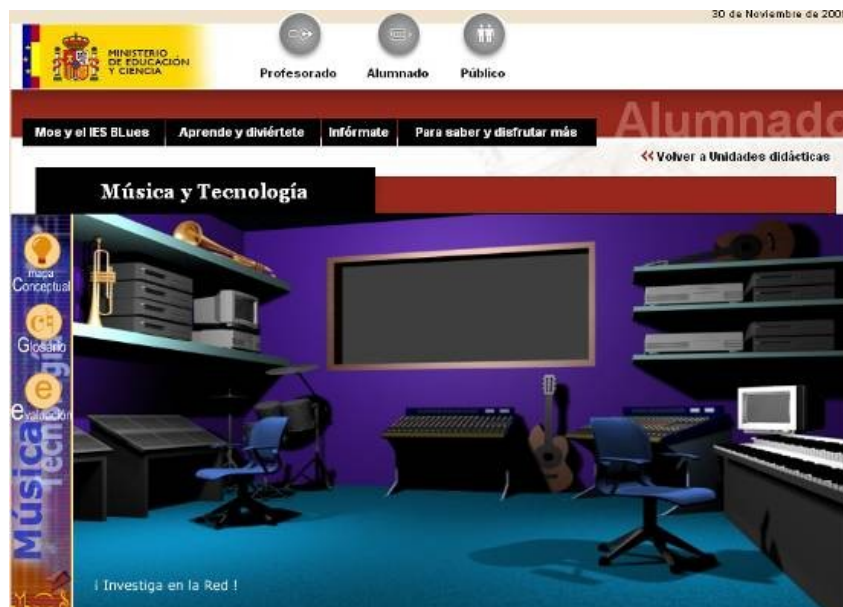 30 de Noviembre de 200
MINISTERIO
DE EDUCACIÓN
Y CIENCIA
Profesorado Alumnado Público
Alumnado
Mos y el IES BLues Aprende y diviértete Infórmate Para saber y disfrutar más
<< Volver a Unidades didácticas
Música y Tecnología
mapa
Conceptual
Glosario
evaluación
Música
Tecnología
¡ Investiga en la Red !
MOS